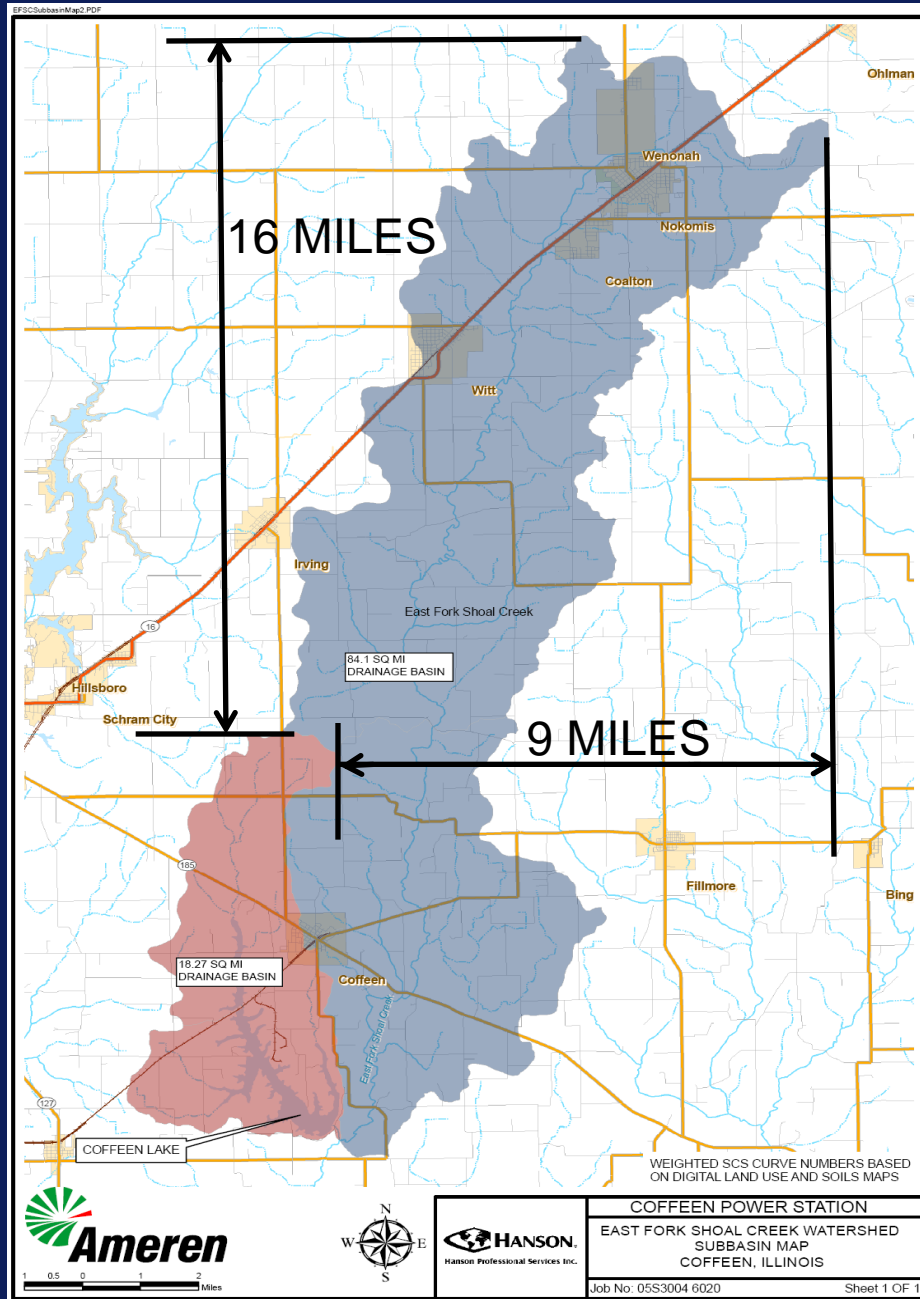 EFSCSubbasinMap2.PDF
Ohlman
Wenonah
16 MILES
Nokomis
Coalton
Witt
Irving
East Fork Shoal Creek
16
84.1 SQ MI
DRAINAGE BASIN
Hillsboro
Schram City
9 MILES
185
Fillmore
Bing
18.27 SQ MI
DRAINAGE BASIN
Coffeen
East Fork Shoal Creek
127
COFFEEN LAKE
WEIGHTED SCS CURVE NUMBERS BASED
ON DIGITAL LAND USE AND SOILS MAPS
Ameren
1 0.5 0 1 2
Miles
N
W E
S
HANSON
Hanson Professional Services Inc.
COFFEEN POWER STATION
EAST FORK SHOAL CREEK WATERSHED
SUBBASIN MAP
COFFEEN, ILLINOIS
Job No: 05S3004 6020 Sheet 1 OF 1